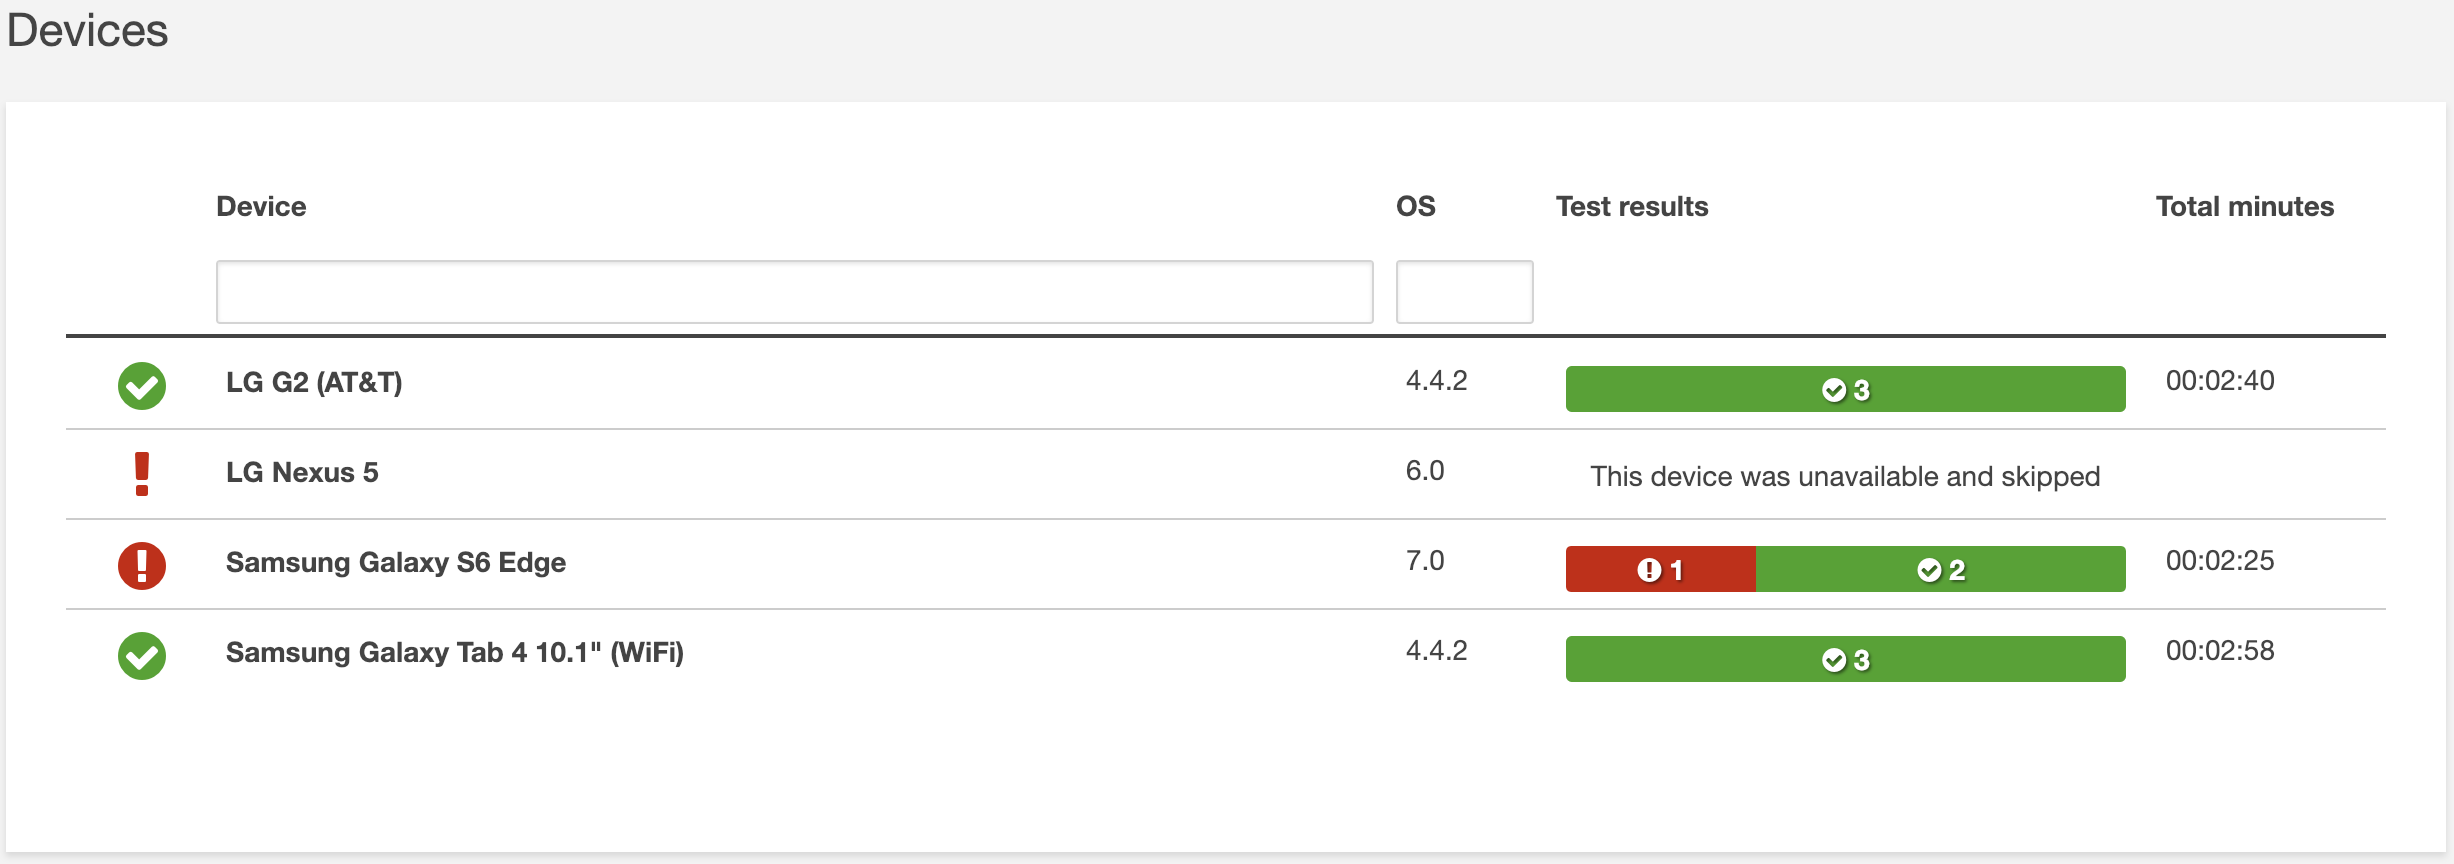 Devices
Device OS Test results Total minutes
LG G2 (AT&T) 4.4.2 3 00:02:40
LG Nexus 5 6.0 This device was unavailable and skipped
Samsung Galaxy S6 Edge 7.0 1 2 00:02:25
Samsung Galaxy Tab 4 10.1" (WiFi) 4.4.2 3 00:02:58